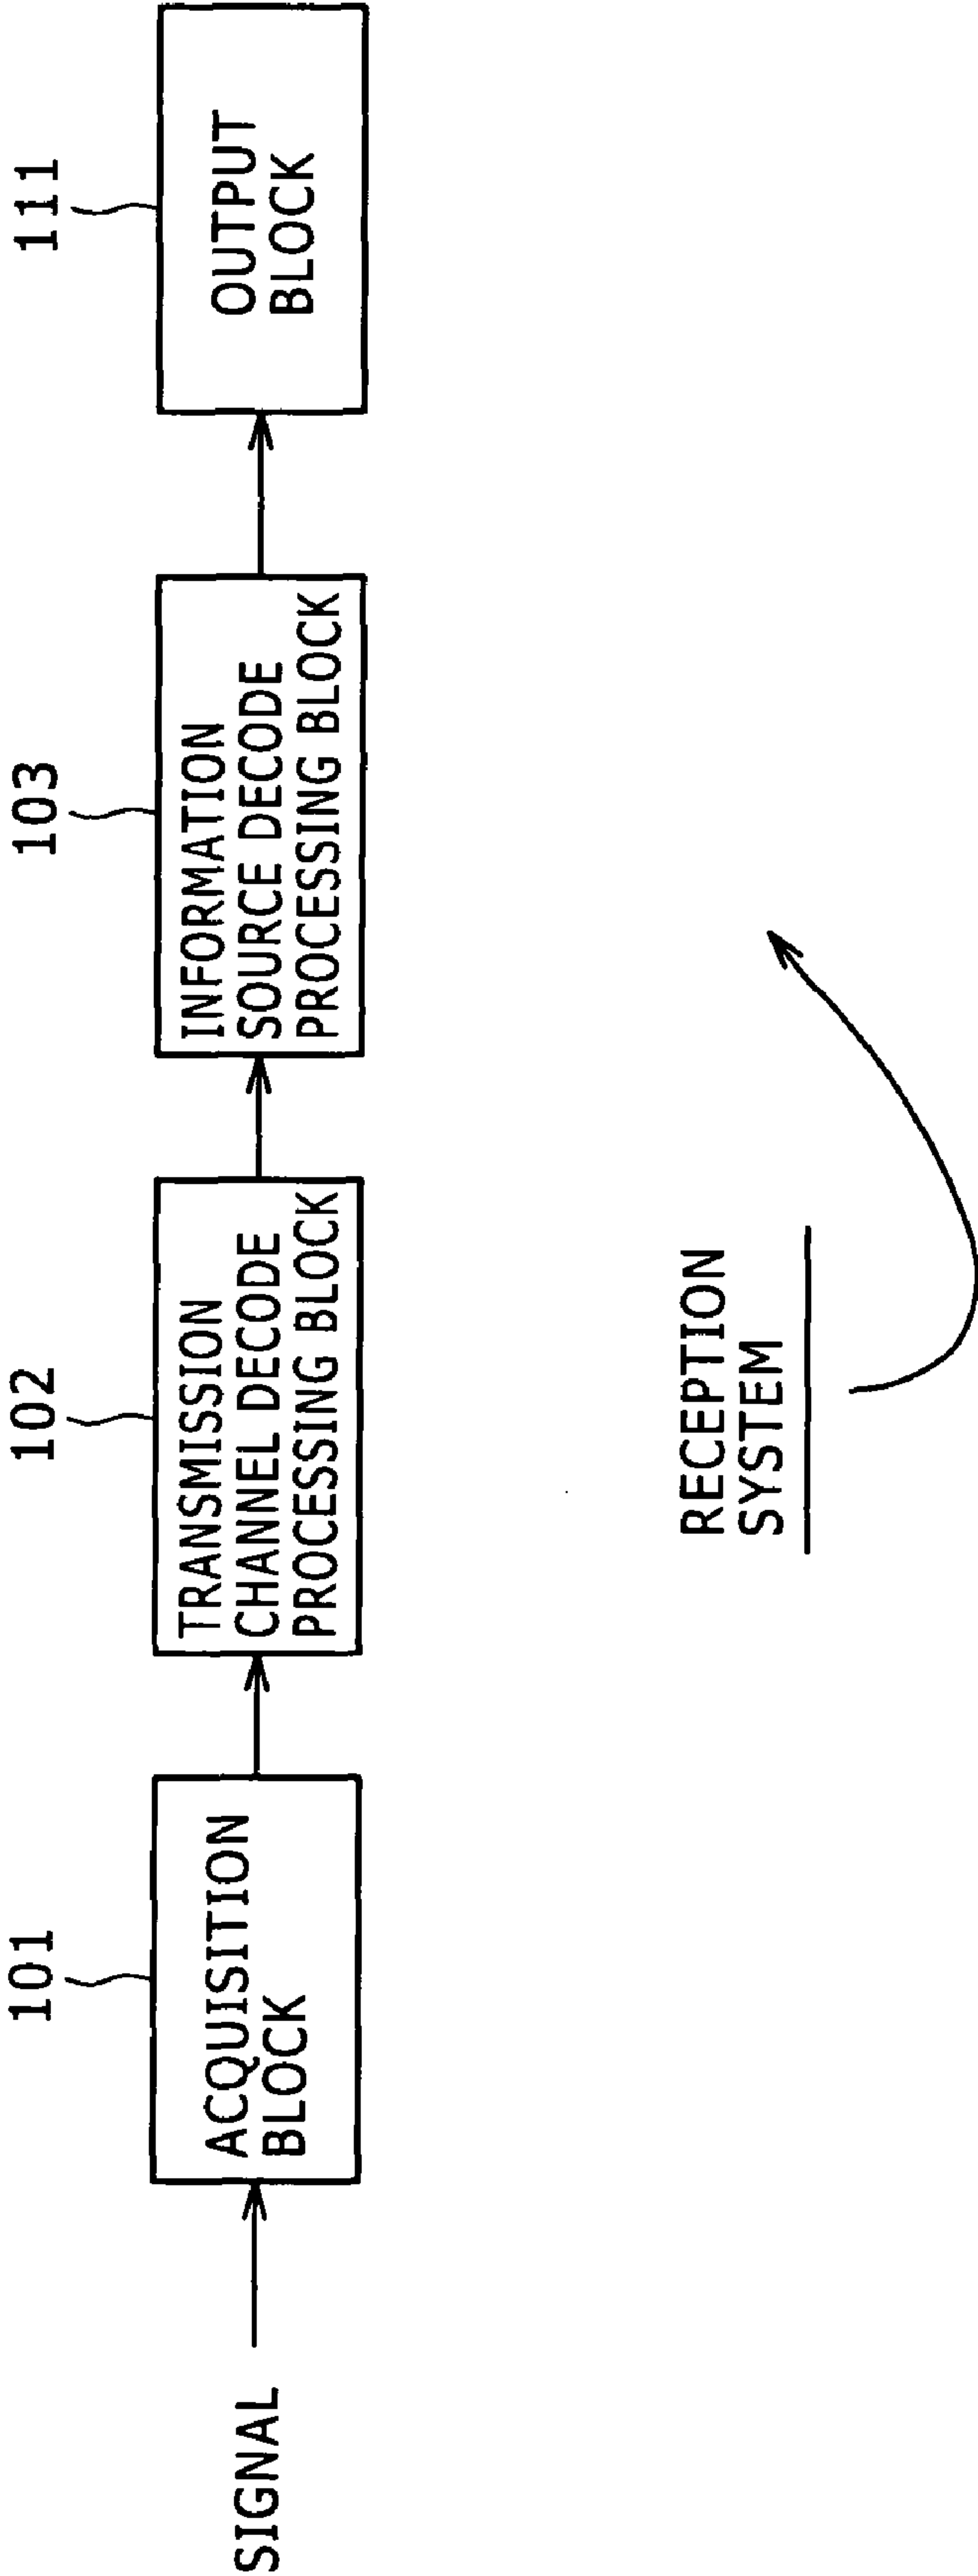 SIGNAL
101
ACQUISITION
BLOCK
102
TRANSMISSION
CHANNEL DECODE
PROCESSING BLOCK
103
INFORMATION
SOURCE DECODE
PROCESSING BLOCK
111
OUTPUT
BLOCK
RECEPTION
SYSTEM